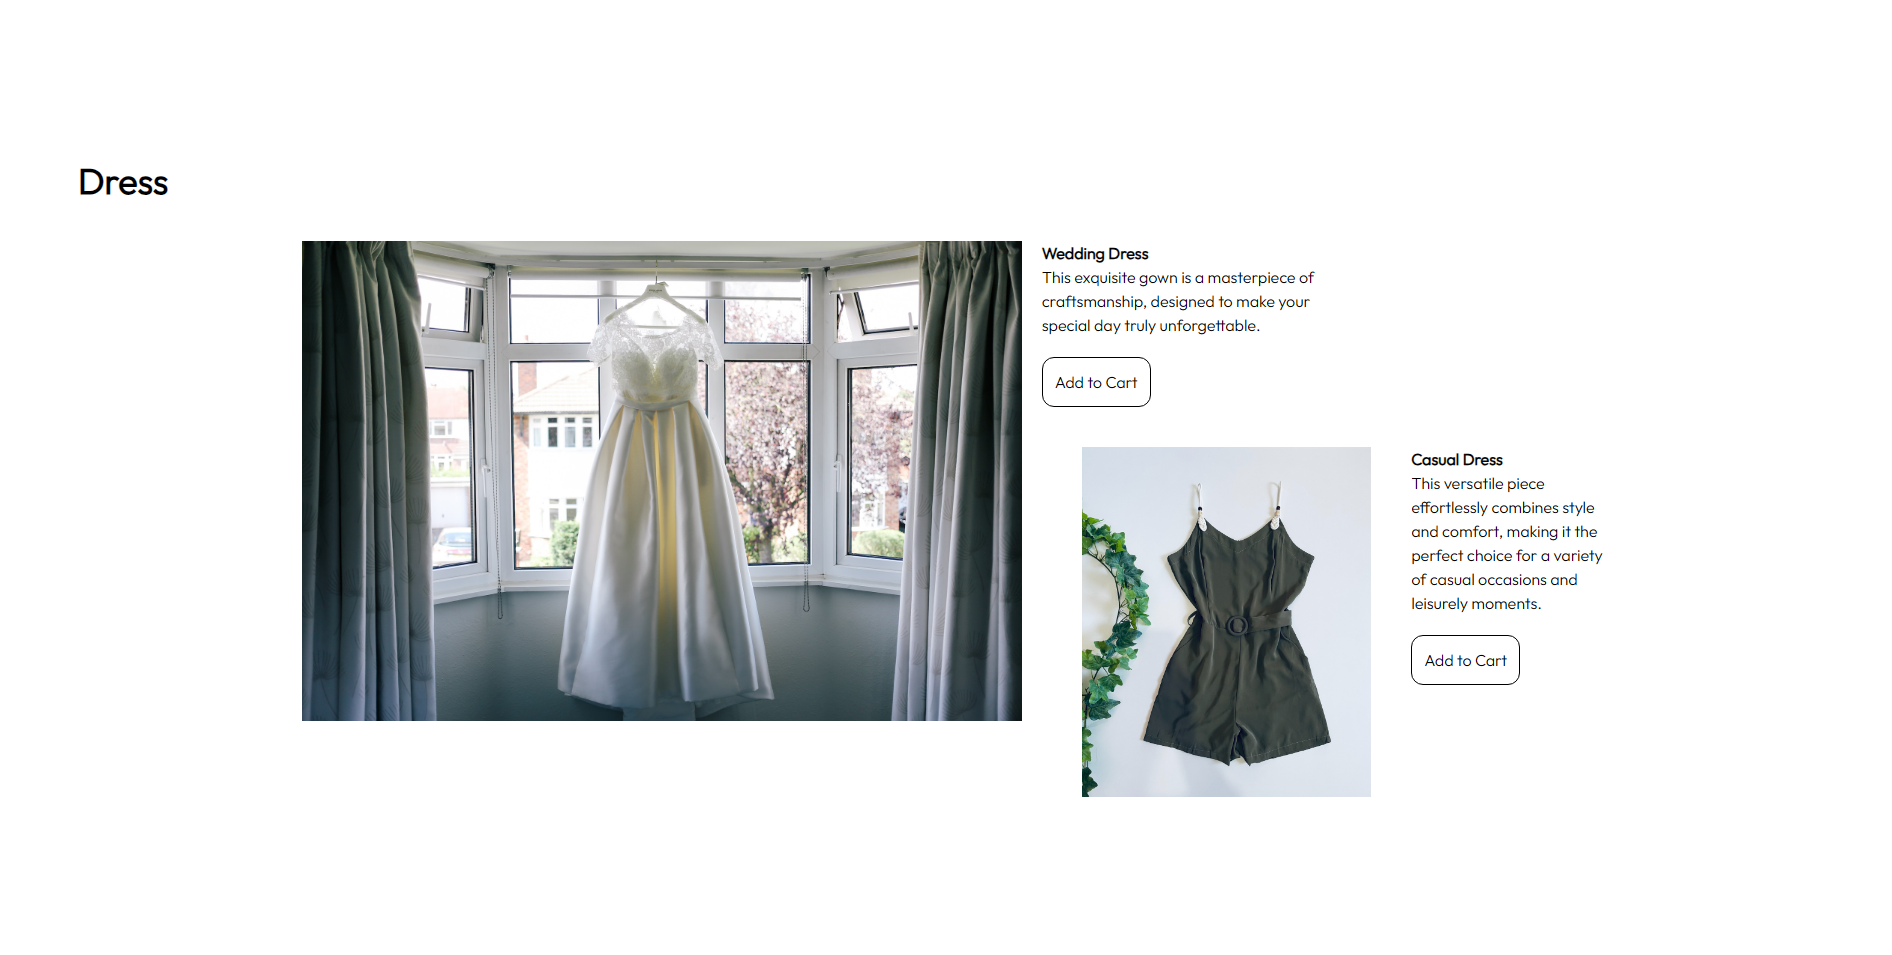 Dress
Wedding Dress
This exquisite gown is a masterpiece of
craftsmanship, designed to make your
special day truly unforgettable.
Add to Cart
Casual Dress
This versatile piece
effortlessly combines style
and comfort, making it the
perfect choice for a variety
of casual occasions and
leisurely moments.
Add to Cart